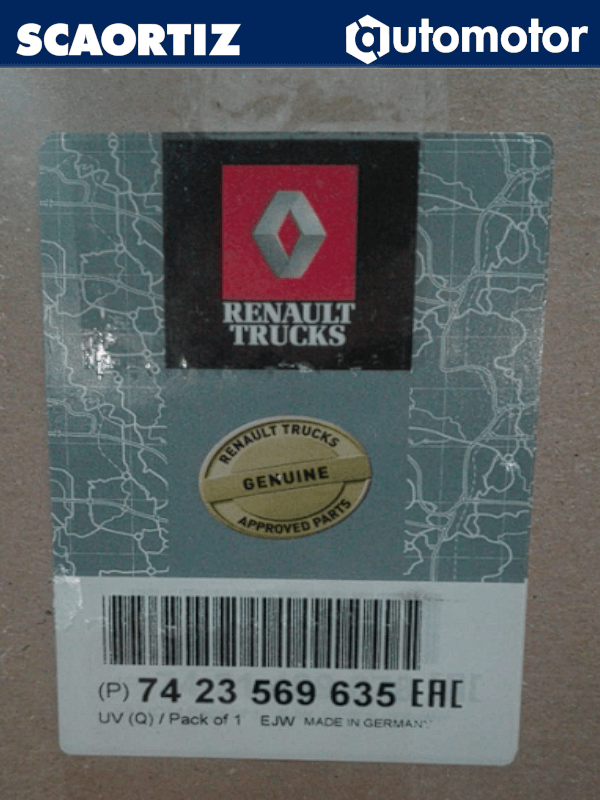 SCAORTIZ automotor
RENAULT
TRUCKS
RENAULT TRUCKS
GENUINE
APPROVED PARTS
(P) 74 23 569 635 EAC
UV (Q) / Pack of 1 EJW MADE IN GERMANY